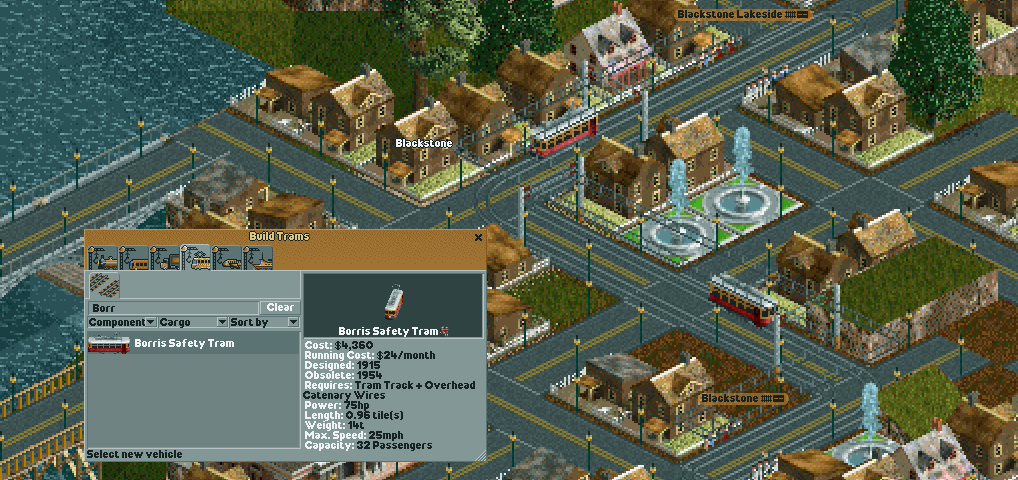 Blackstone Lakeside
Blackstone
Build Trams
Borr
Clear
Component
Cargo
Sort by
Borris Safety Tram
Borris Safety Tram
Cost: $4,360
Running Cost: $24/month
Designed: 1915
Obsolete: 1954
Requires: Tram Track + Overhead
Catenary Wires
Power: 75hp
Length: 0.96 tile(s)
Weight: 14t
Max. Speed: 25mph
Capacity: 32 Passengers
Select new vehicle
Blackstone